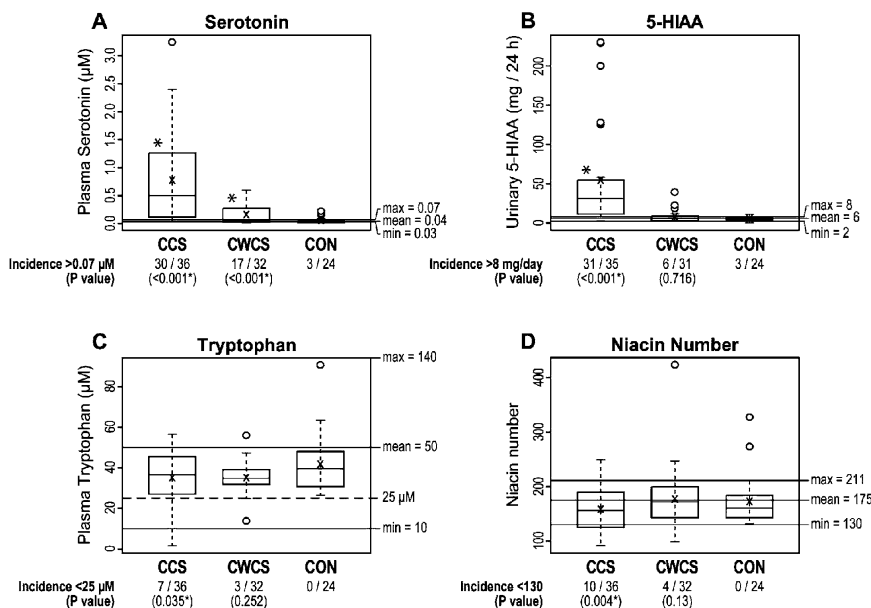 A Serotonin
Plasma Serotonin (µM)
3.0
2.5
2.0
1.5
1.0
0.5
0.0
*
*
max = 0.07
mean = 0.04
min = 0.03
CCS CWCS CON
Incidence >0.07 µM 30 / 36 17 / 32 3 / 24
(P value) (<0.001*) (<0.001*)
B 5-HIAA
Urinary 5-HIAA (mg / 24 h)
200
150
100
50
0
*
max = 8
mean = 6
min = 2
CCS CWCS CON
Incidence >8 mg/day 31 / 35 6 / 31 3 / 24
(P value) (<0.001*) (0.716)
C Tryptophan
Plasma Tryptophan (µM)
80
60
40
20
0
max = 140
mean = 50
25 µM
min = 10
CCS CWCS CON
Incidence <25 µM 7 / 36 3 / 32 0 / 24
(P value) (0.035*) (0.252)
D Niacin Number
Niacin number
400
300
200
100
max = 211
mean = 175
min = 130
CCS CWCS CON
Incidence <130 10 / 36 4 / 32 0 / 24
(P value) (0.004*) (0.13)